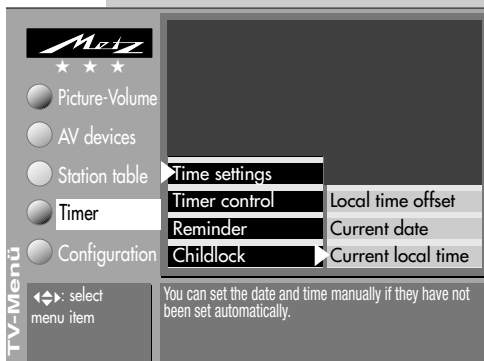 Metz
Picture-Volume
AV devices
Station table
Timer
Configuration
Time settings
Timer control
Reminder
Childlock
Local time offset
Current date
Current local time
TV-Menü
: select
menu item
You can set the date and time manually if they have not
been set automatically.